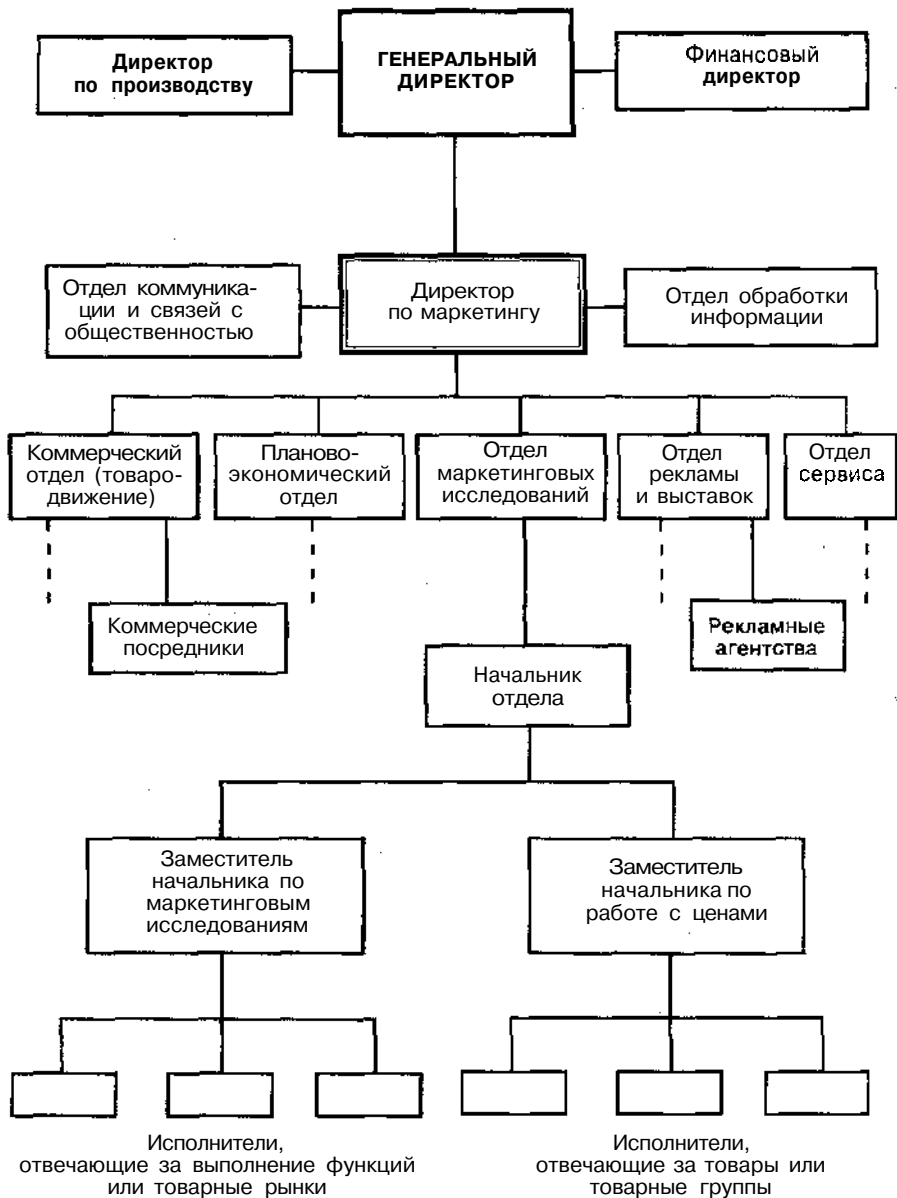 Директор
по производству
ГЕНЕРАЛЬНЫЙ
ДИРЕКТОР
Финансовый
директор
Отдел коммуника-
ции и связей с
общественностью
Директор
по маркетингу
Отдел обработки
информации
Коммерческий
отдел (товаро-
движение)
Планово-
экономический
отдел
Отдел
маркетинговых
исследований
Отдел
рекламы
и выставок
Отдел
сервиса
Коммерческие
посредники
Рекламные
агентства
Начальник
отдела
Заместитель
начальника по
маркетинговым
исследованиям
Заместитель
начальника по
работе с ценами
Исполнители,
отвечающие за выполнение функций
или товарные рынки
Исполнители,
отвечающие за товары или
товарные группы